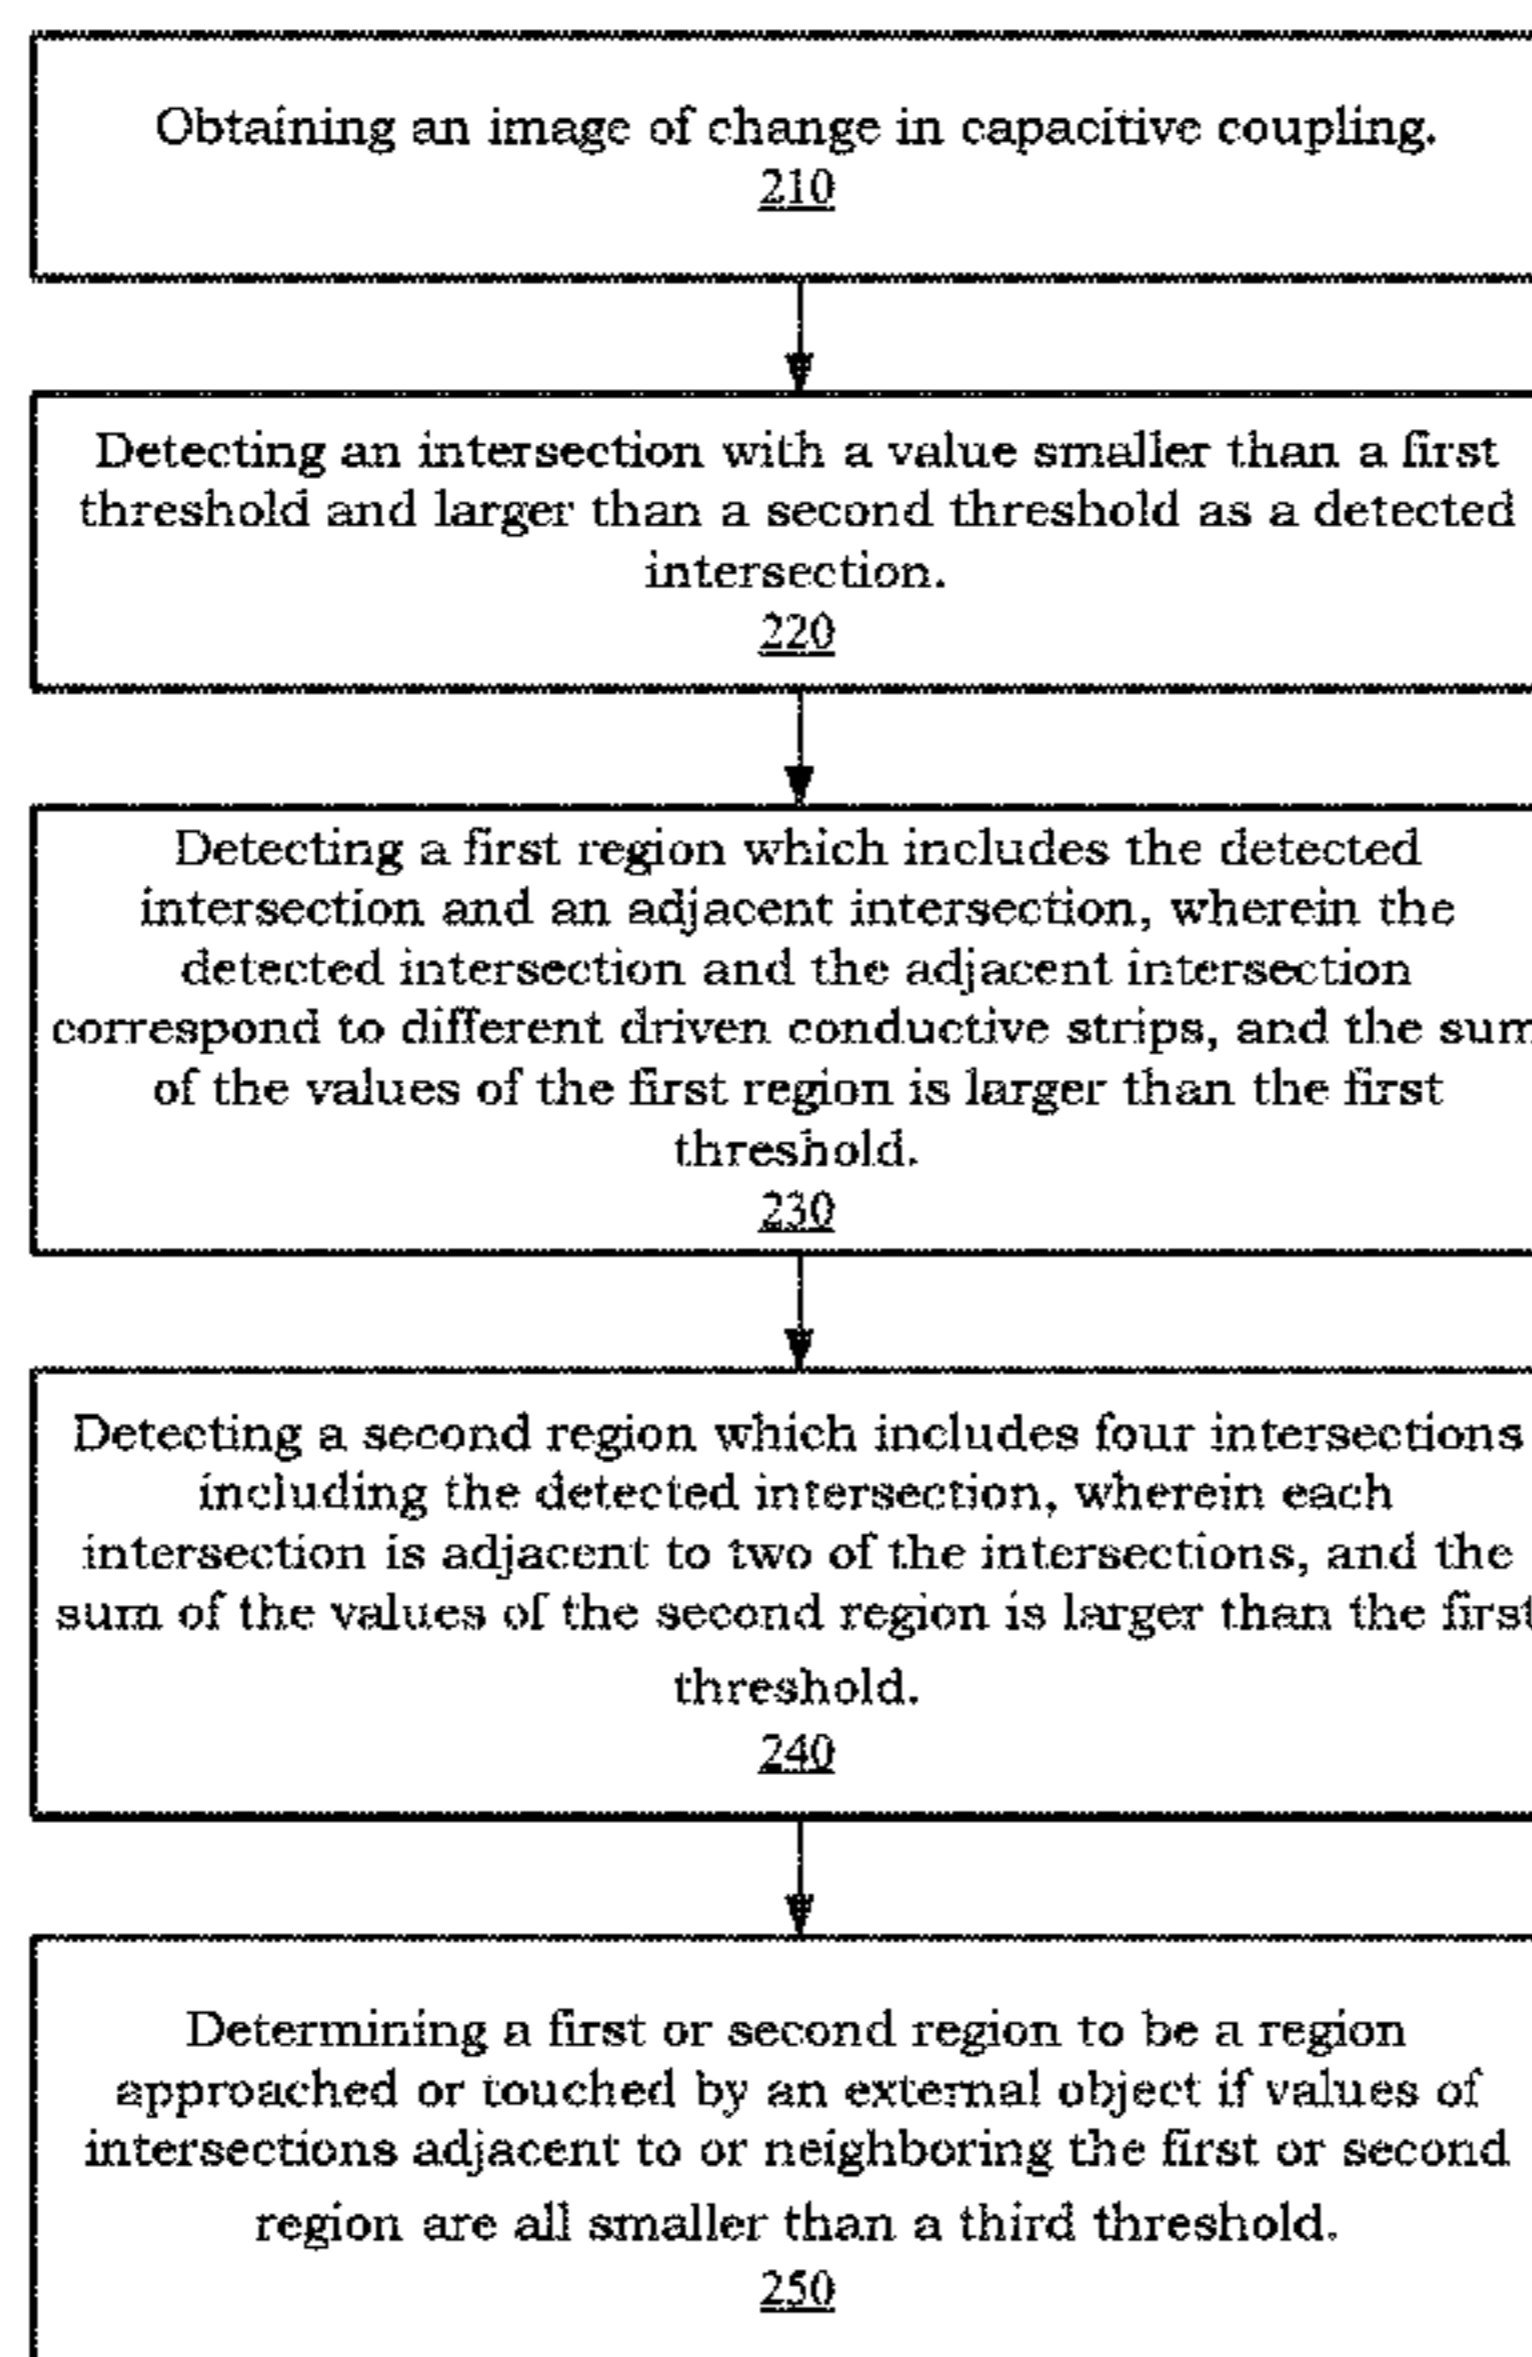 Obtaining an image of change in capacitive coupling.
210
Detecting an intersection with a value smaller than a first
threshold and larger than a second threshold as a detected
intersection.
220
Detecting a first region which includes the detected
intersection and an adjacent intersection, wherein the
detected intersection and the adjacent intersection
correspond to different driven conductive strips, and the sum
of the values of the first region is larger than the first
threshold.
230
Detecting a second region which includes four intersections
including the detected intersection, wherein each
intersection is adjacent to two of the intersections, and the
sum of the values of the second region is larger than the first
threshold.
240
Determining a first or second region to be a region
approached or touched by an external object if values of
intersections adjacent to or neighboring the first or second
region are all smaller than a third threshold.
250